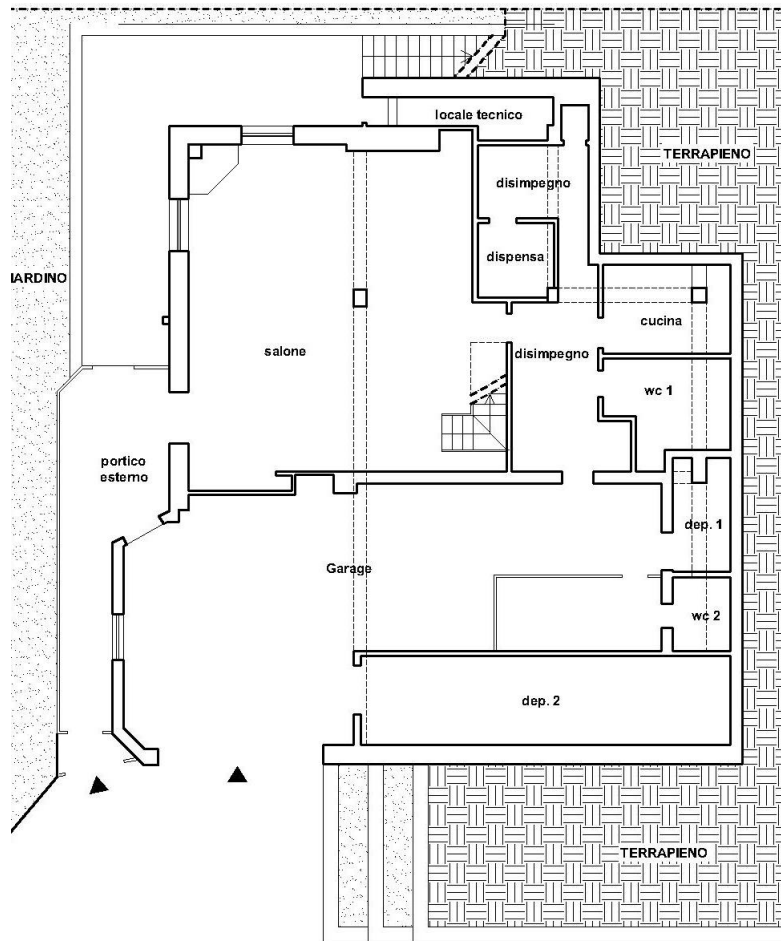 locale tecnico
TERRAPIENO
disimpegno
dispensa
IARDINO
cucina
salone
disimpegno
wc 1
portico
esterno
dep. 1
Garage
wc 2
dep. 2
TERRAPIENO